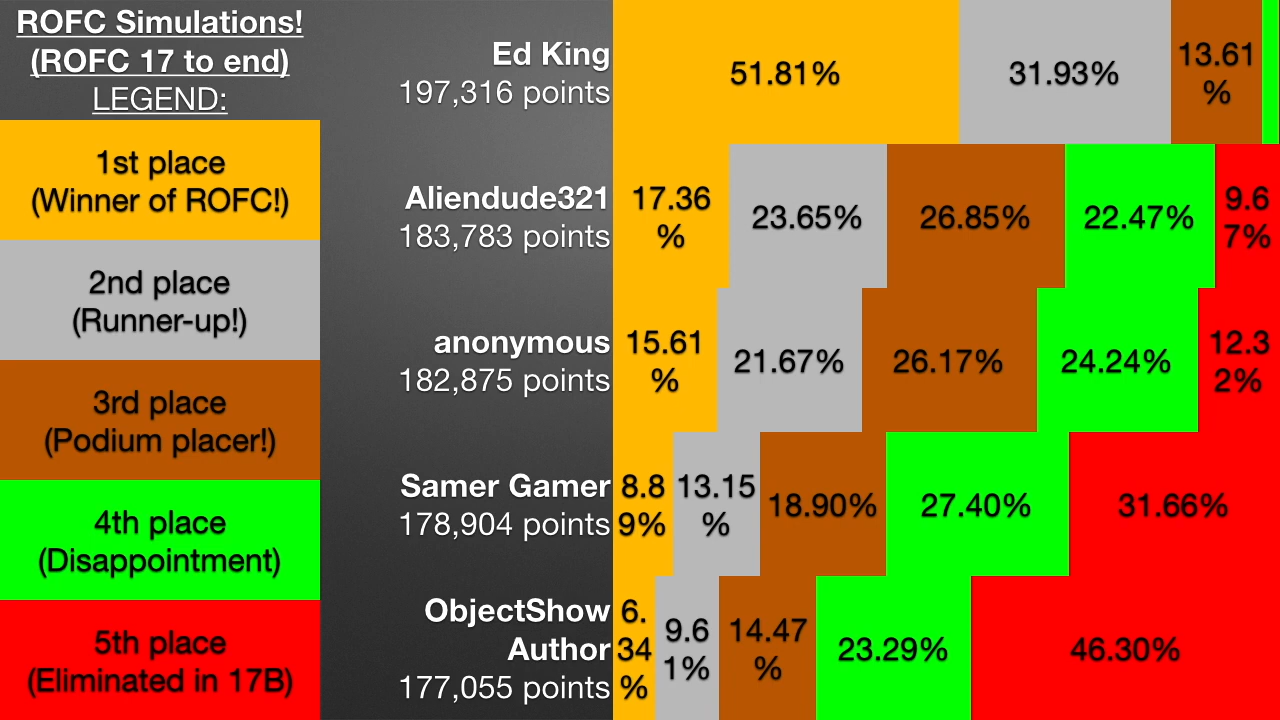 ROFC Simulations!
(ROFC 17 to end)
LEGEND:
1st place
(Winner of ROFC!)
2nd place
(Runner-up!)
3rd place
(Podium placer!)
4th place
(Disappointment)
5th place
(Eliminated in 17B)
Ed King
197,316 points
51.81%
31.93%
13.61
%
Aliendude321
183,783 points
17.36
%
23.65%
26.85%
22.47%
9.6
7%
anonymous
182,875 points
15.61
%
21.67%
26.17%
24.24%
12.3
2%
Samer Gamer
178,904 points
8.8
9%
13.15
%
18.90%
27.40%
31.66%
ObjectShow
Author
177,055 points
6.
34
%
9.6
1%
14.47
%
23.29%
46.30%